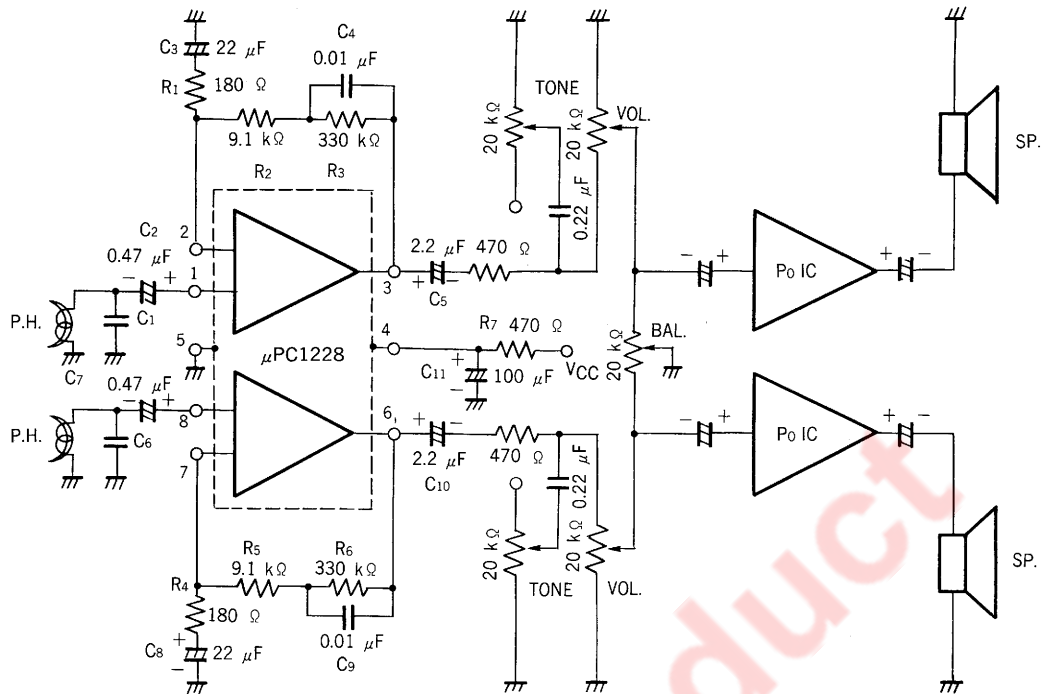 C3
22 μF
R1
180 Ω
C4
0.01 μF
9.1 kΩ
330 kΩ
R2
R3
TONE
20 kΩ
VOL.
20 kΩ
0.22 μF
SP.
C2
0.47 μF
2
1
− +
P.H.
C1
2.2 μF
470 Ω
3
+ −
C5
− +
Po IC
+ −
5
μPC1228
4
R7
470 Ω
VCC
C11
+
−
100 μF
BAL.
20 kΩ
C7
0.47 μF
− +
8
7
P.H.
C6
6
+ −
2.2 μF
C10
470 Ω
0.22 μF
− +
Po IC
+ −
R5
9.1 kΩ
R6
330 kΩ
R4
180 Ω
0.01 μF
C9
C8
+
−
22 μF
20 kΩ
TONE
20 kΩ
VOL.
SP.
duct